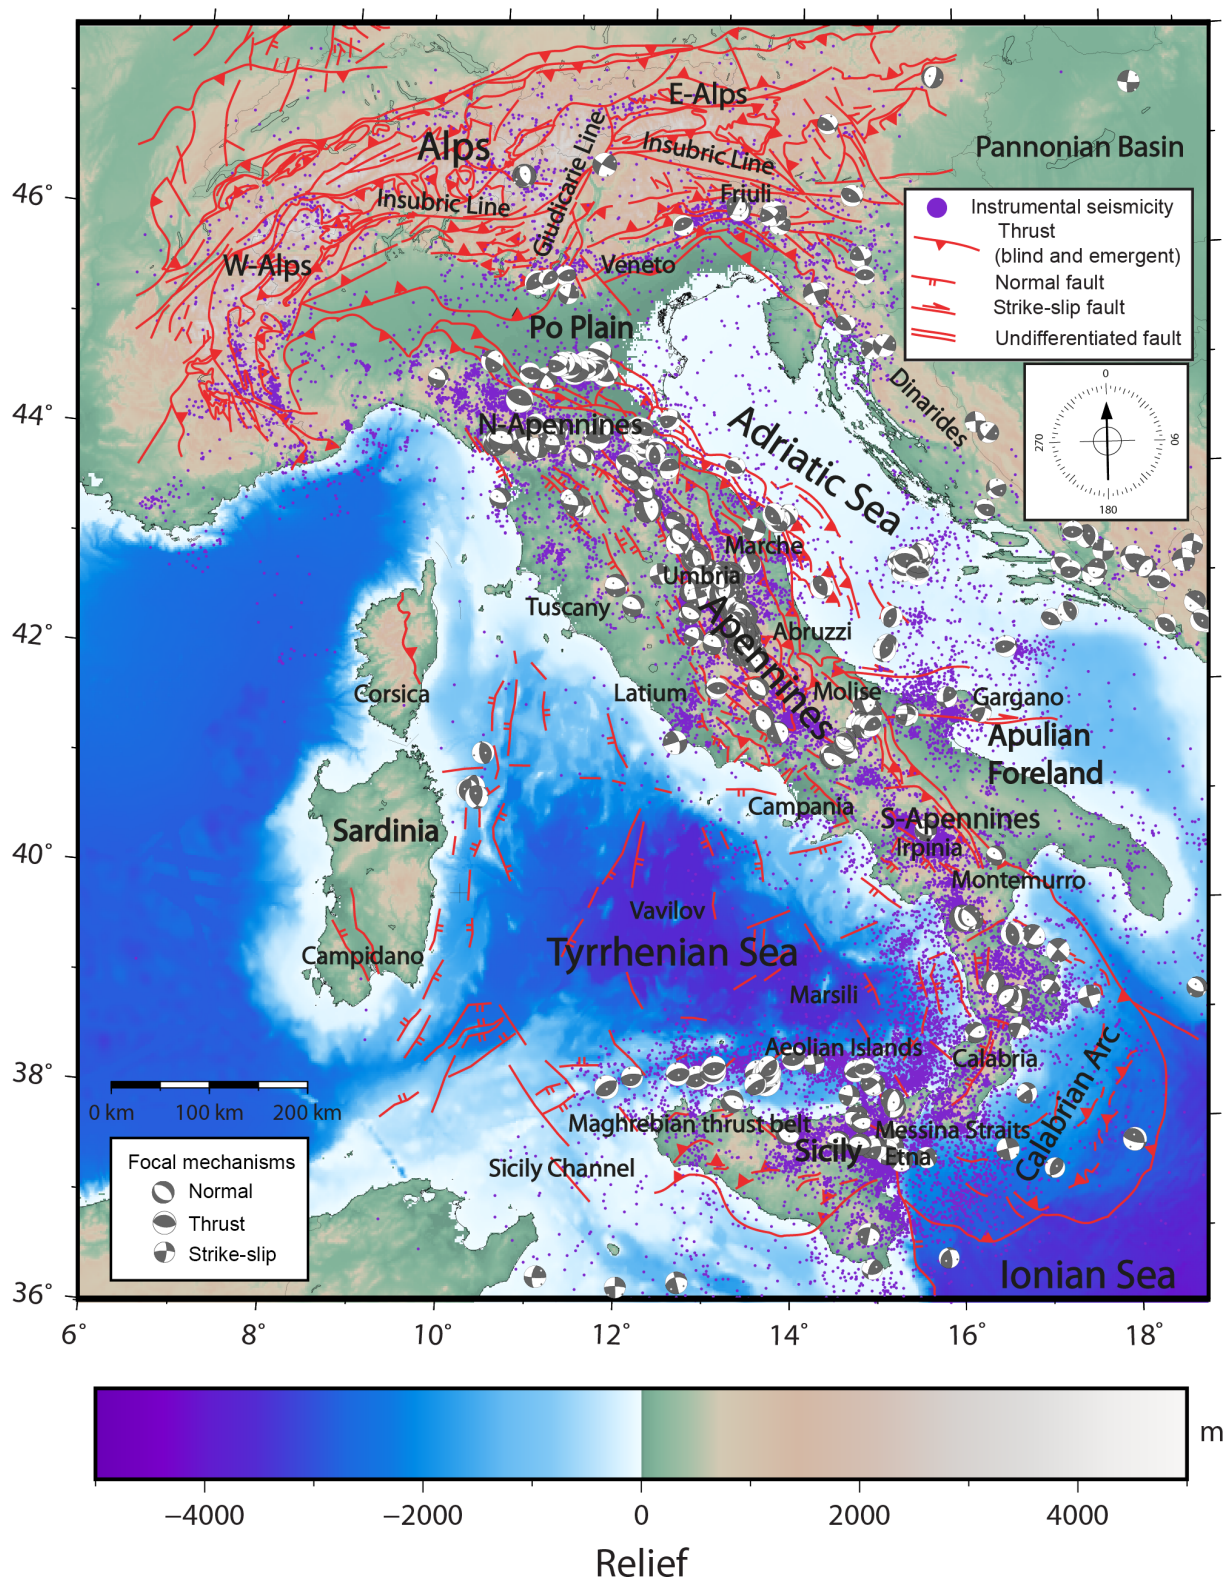 E-Alps
Alps
Insubric Line
Pannonian Basin
Giudicarie Line
46°
Friuli
Insubric Line
Instrumental seismicity
Thrust
(blind and emergent)
Normal fault
Strike-slip fault
Undifferentiated fault
W-Alps
Veneto
Po Plain
0
270
90
180
Dinarides
44°
N-Apennines
Adriatic Sea
Marche
Umbria
Tuscany
42°
Apennines
Abruzzi
Corsica
Latium
Molise
Gargano
Apulian
Foreland
Campania
Sardinia
S-Apennines
Irpinia
40°
Montemurro
Vavilov
Tyrrhenian Sea
Campidano
Marsili
Aeolian Islands
Calabria
Calabrian Arc
38°
0 km
100 km
200 km
Maghrebian thrust belt
Messina Straits
Sicily
Etna
Sicily Channel
Focal mechanisms
Normal
Thrust
Strike-slip
Ionian Sea
36°
6°
8°
10°
12°
14°
16°
18°
m
−4000
−2000
0
2000
4000
Relief